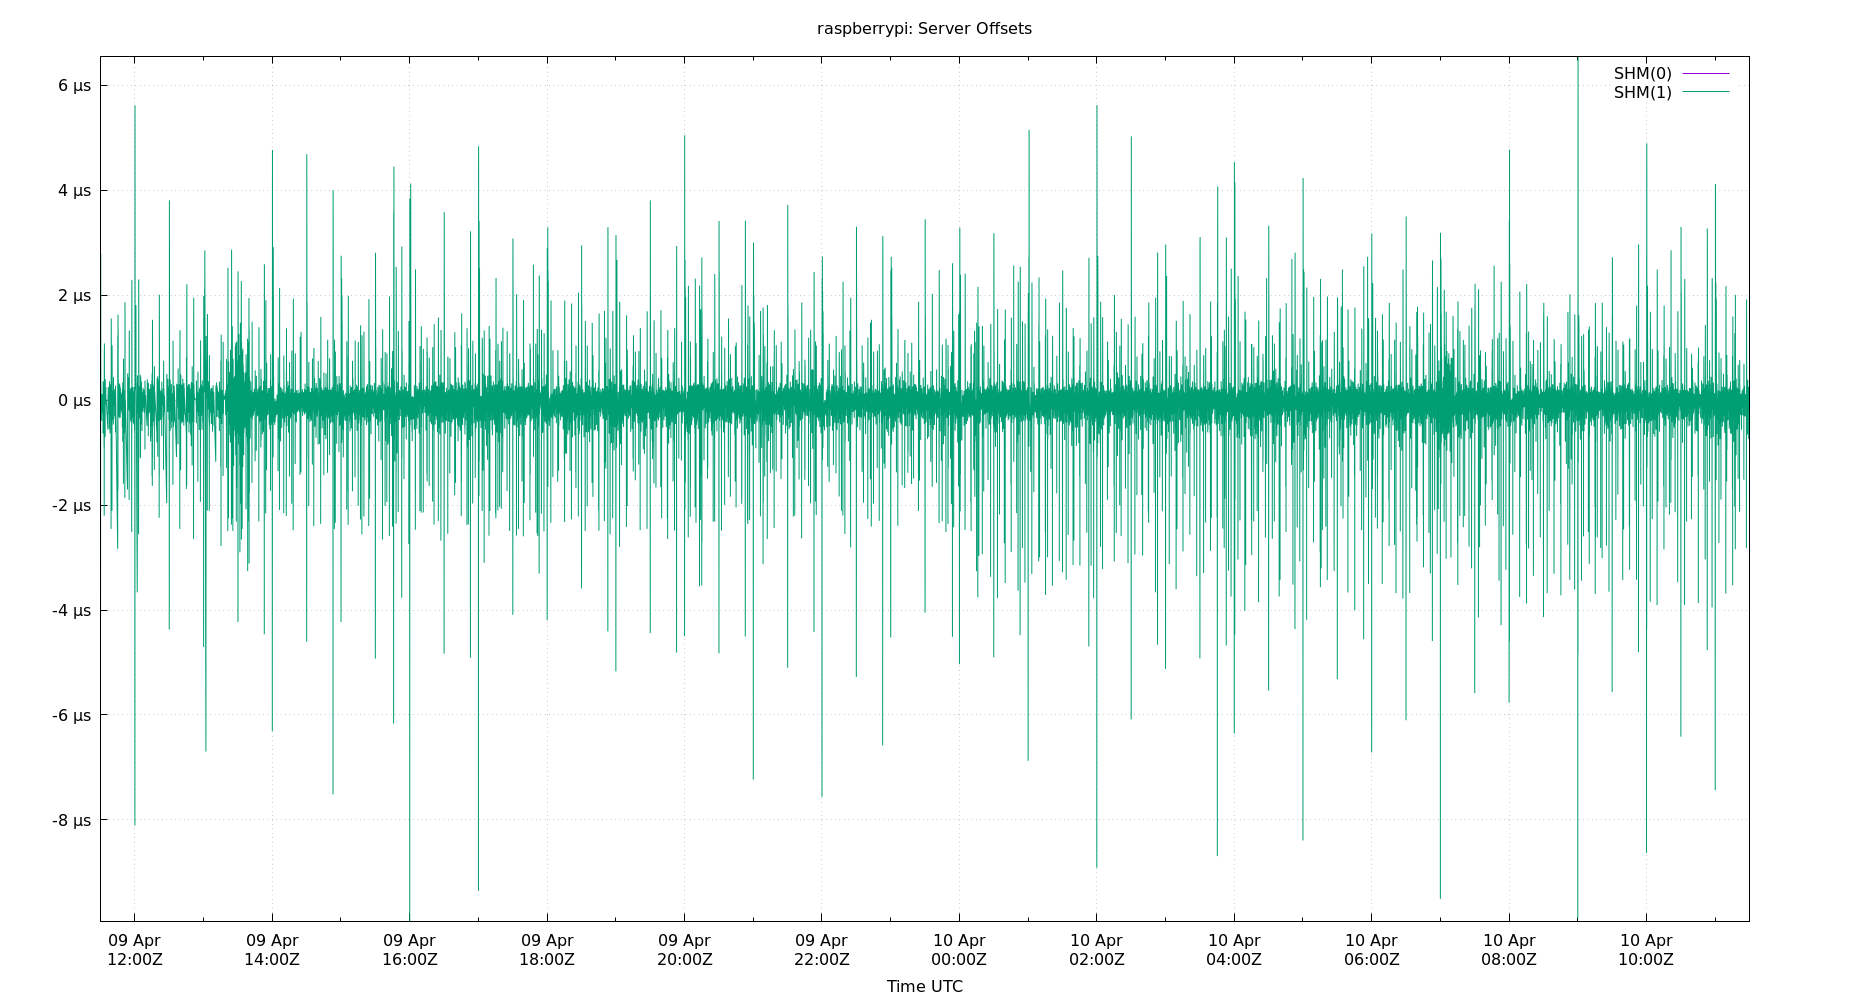 raspberrypi: Server Offsets
SHM(0)
SHM(1)
6 µs
4 µs
2 µs
0 µs
-2 µs
-4 µs
-6 µs
-8 µs
09 Apr 09 Apr 09 Apr 09 Apr 09 Apr 09 Apr 10 Apr 10 Apr 10 Apr 10 Apr 10 Apr 10 Apr
12:00Z 14:00Z 16:00Z 18:00Z 20:00Z 22:00Z 00:00Z 02:00Z 04:00Z 06:00Z 08:00Z 10:00Z
Time UTC